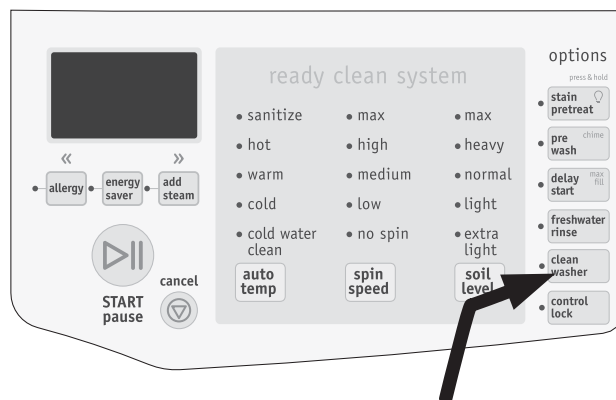 options
press & hold
ready clean system
sanitize
hot
warm
cold
cold water
clean
auto
temp
max
high
medium
low
no spin
spin
speed
max
heavy
normal
light
extra
light
soil
level
stain
pretreat
pre
wash
chime
delay
start
max
fill
freshwater
rinse
clean
washer
control
lock
«
»
allergy
energy
saver
add
steam
START
pause
cancel